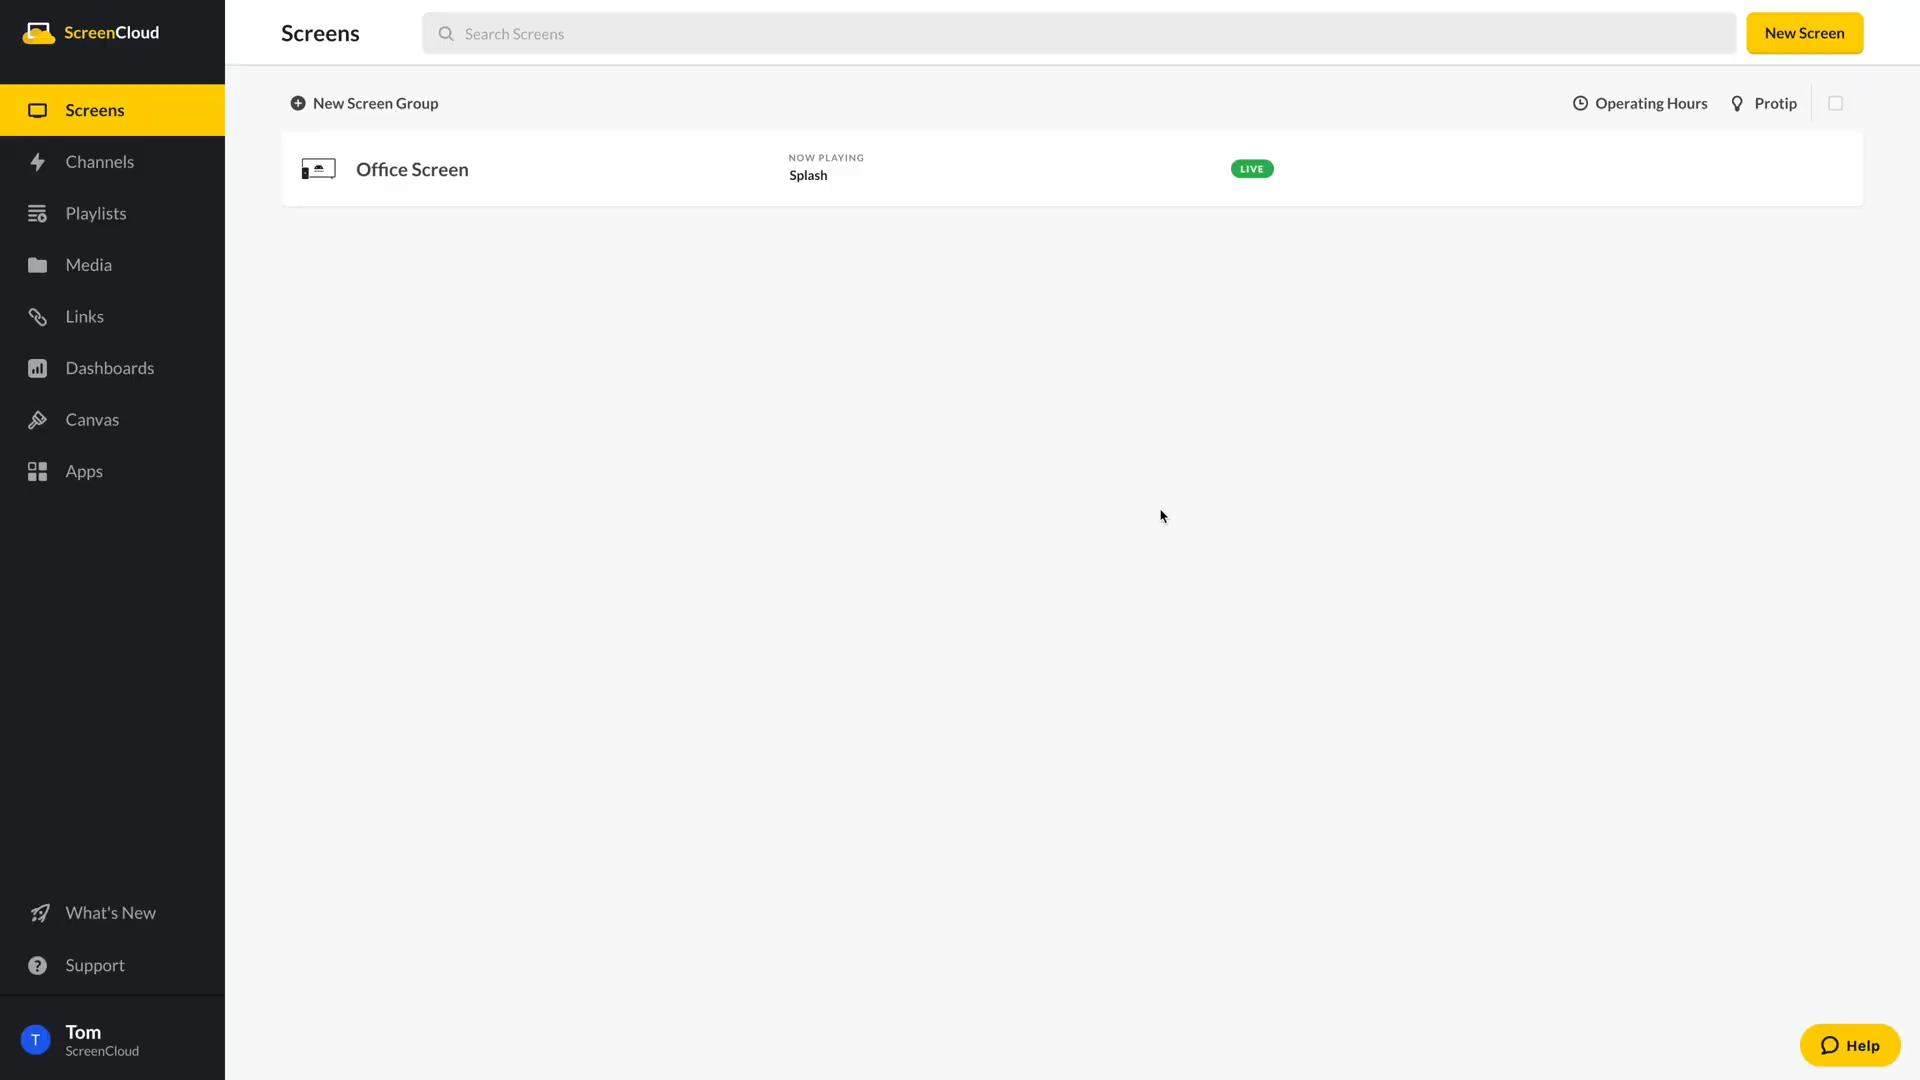 ScreenCloud
Screens
Channels
Playlists
Media
Links
Dashboards
Canvas
Apps
What's New
Support
T
Tom
ScreenCloud
Screens
Search Screens
New Screen
New Screen Group
Operating Hours
Protip
Office Screen
NOW PLAYING
Splash
LIVE
Help